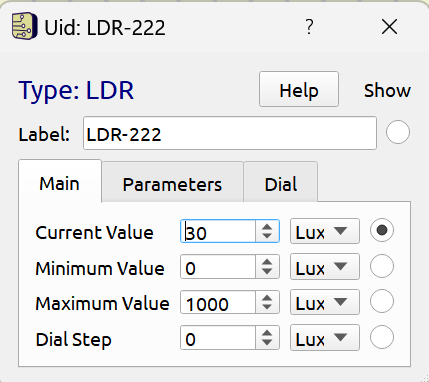 Uid: LDR-222 ?
Type: LDR Help Show
Label: LDR-222
Main Parameters Dial
Current Value 30 Lux
Minimum Value 0 Lux
Maximum Value 1000 Lux
Dial Step 0 Lux